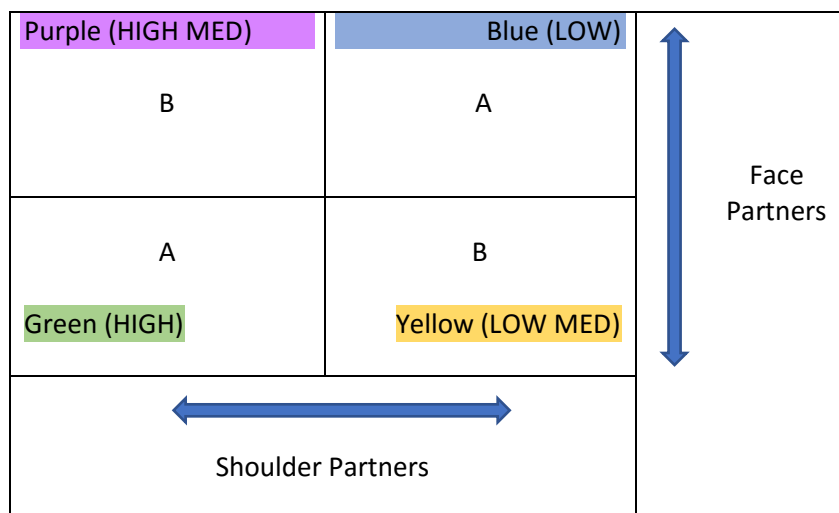 Purple (HIGH MED)
Blue (LOW)
B
A
Face
Partners
A
B
Green (HIGH)
Yellow (LOW MED)
Shoulder Partners